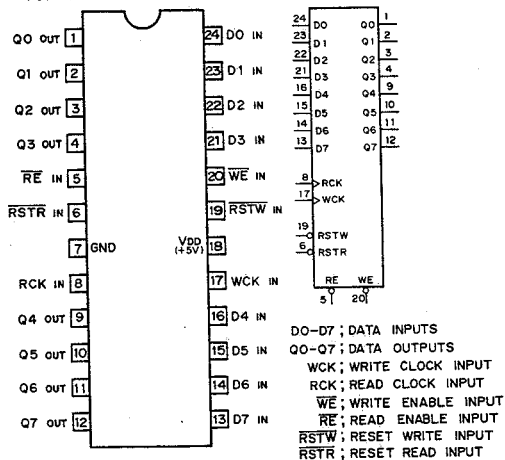 Q0 OUT 1
24 D0 IN
Q1 OUT 2
23 D1 IN
Q2 OUT 3
22 D2 IN
Q3 OUT 4
21 D3 IN
RE IN 5
20 WE IN
RSTR IN 6
19 RSTW IN
7 GND
VDD 18
(+5V)
RCK IN 8
17 WCK IN
Q4 OUT 9
16 D4 IN
Q5 OUT 10
15 D5 IN
Q6 OUT 11
14 D6 IN
Q7 OUT 12
13 D7 IN
24 D0 Q0 1
23 D1 Q1 2
22 D2 Q2 3
21 D3 Q3 4
16 D4 Q4 9
15 D5 Q5 10
14 D6 Q6 11
13 D7 Q7 12
8 RCK
17 WCK
19 RSTW
6 RSTR
RE WE
5 20
D0-D7 ; DATA INPUTS
Q0-Q7 ; DATA OUTPUTS
WCK ; WRITE CLOCK INPUT
RCK ; READ CLOCK INPUT
WE ; WRITE ENABLE INPUT
RE ; READ ENABLE INPUT
RSTW ; RESET WRITE INPUT
RSTR ; RESET READ INPUT